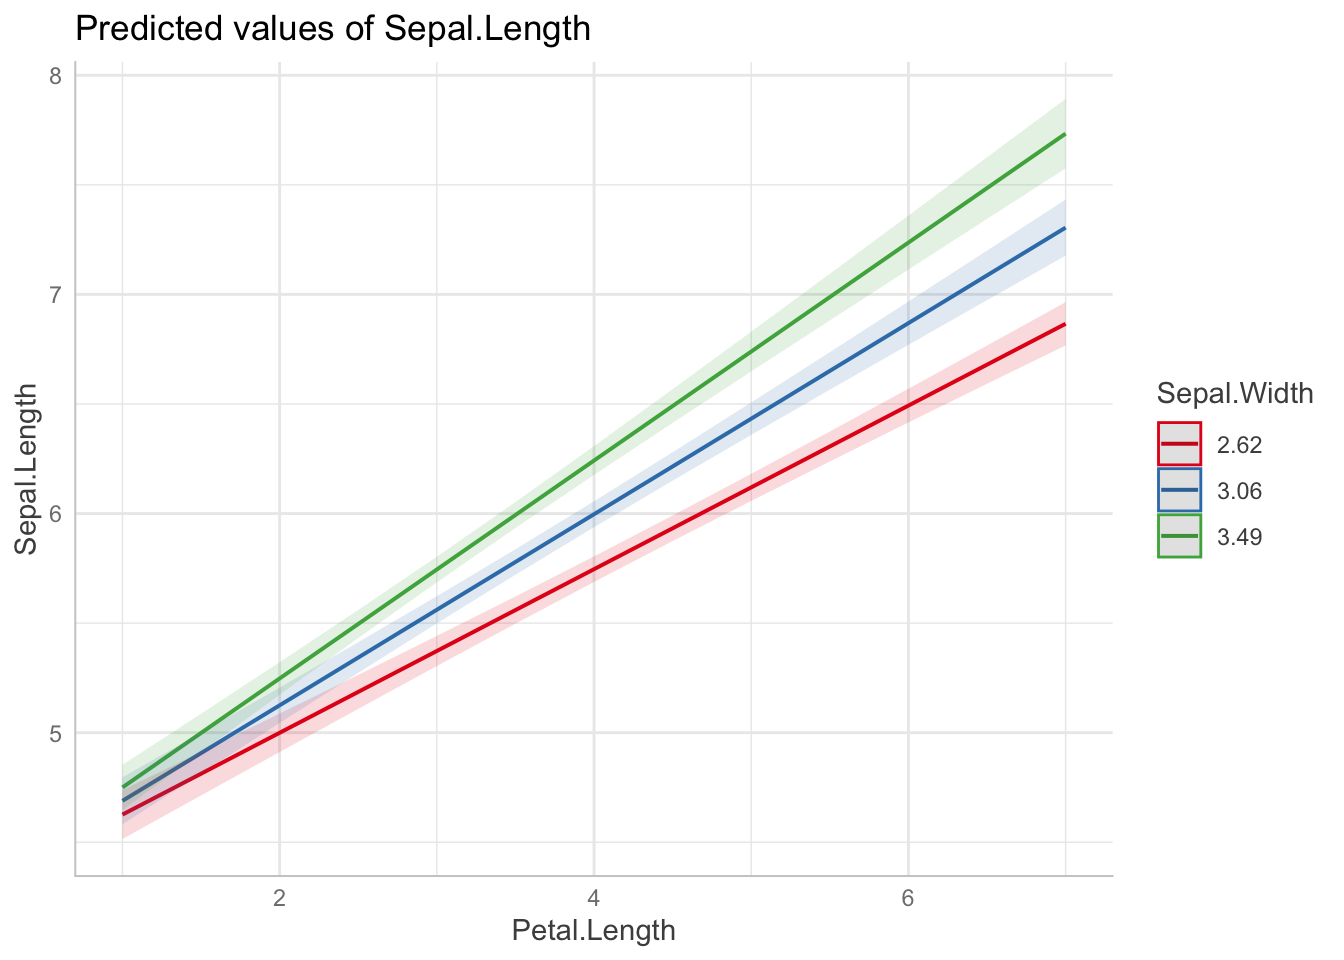 Predicted values of Sepal.Length
8
7
6
5
Sepal.Length
2
4
6
Petal.Length
Sepal.Width
2.62
3.06
3.49